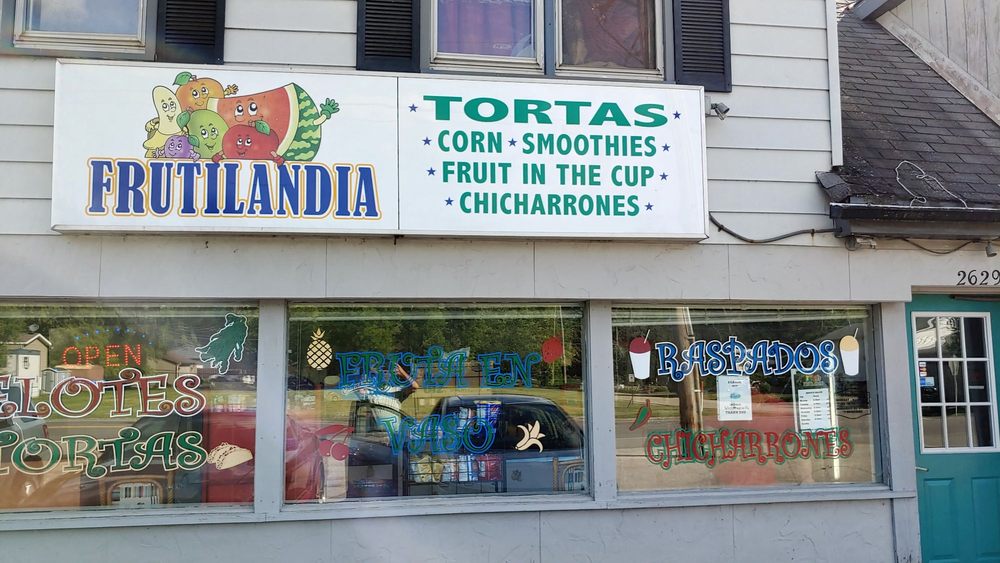 FRUTILANDIA
TORTAS
CORN SMOOTHIES
FRUIT IN THE CUP
CHICHARRONES
2629
OPEN
ELOTES
TORTAS
FRUTA EN
VASO
RASPADOS
CHICHARRONES